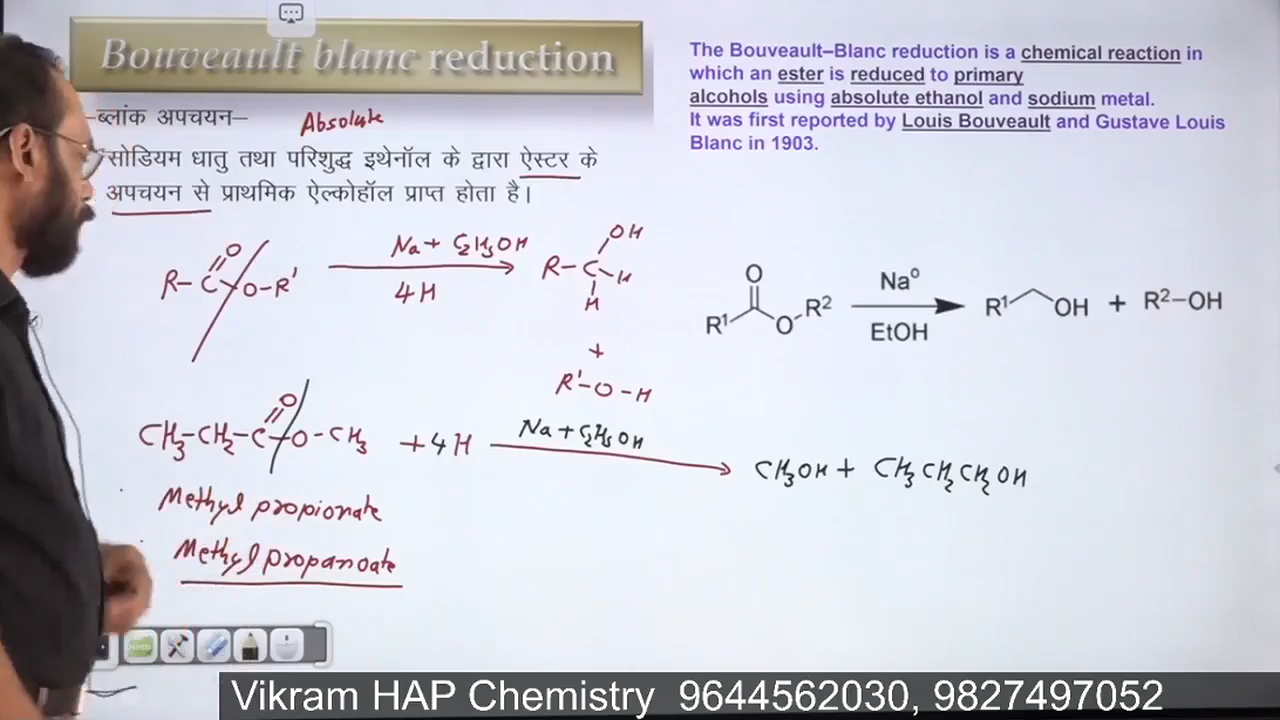 Bouveault blanc reduction
–ब्लांक अपचयन–
Absolute
सोडियम धातु तथा परिशुद्ध इथेनॉल के द्वारा ऐस्टर के
अपचयन से प्राथमिक ऐल्कोहॉल प्राप्त होता है।
The Bouveault–Blanc reduction is a chemical reaction in
which an ester is reduced to primary
alcohols using absolute ethanol and sodium metal.
It was first reported by Louis Bouveault and Gustave Louis
Blanc in 1903.
O
R–C–O–R'
Na + C2H5OH
4H
OH
R–C–H
H
+
R'–O–H
O
R¹ O R²
Na⁰
EtOH
R¹ OH + R²–OH
O
CH3–CH2–C–O–CH3 + 4H
Na + C2H5OH
CH3OH + CH3CH2CH2OH
Methyl propionate
Methyl propanoate
Vikram HAP Chemistry 9644562030, 9827497052